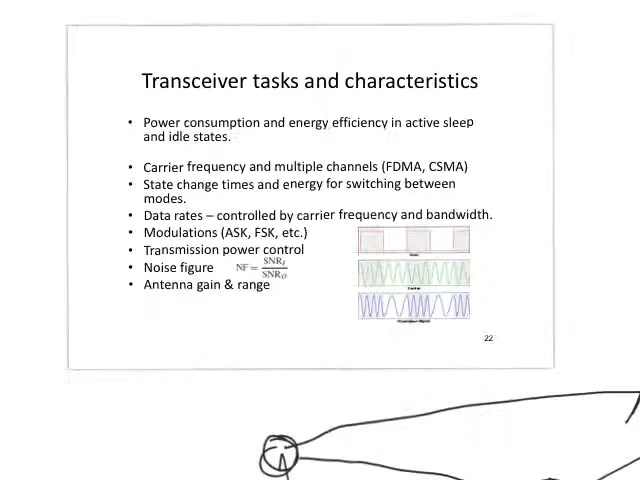 Transceiver tasks and characteristics
• Power consumption and energy efficiency in active sleep
and idle states.
• Carrier frequency and multiple channels (FDMA, CSMA)
• State change times and energy for switching between
modes.
• Data rates – controlled by carrier frequency and bandwidth.
• Modulations (ASK, FSK, etc.)
• Transmission power control
• Noise figure NF = SNR_I / SNR_O
• Antenna gain & range
22